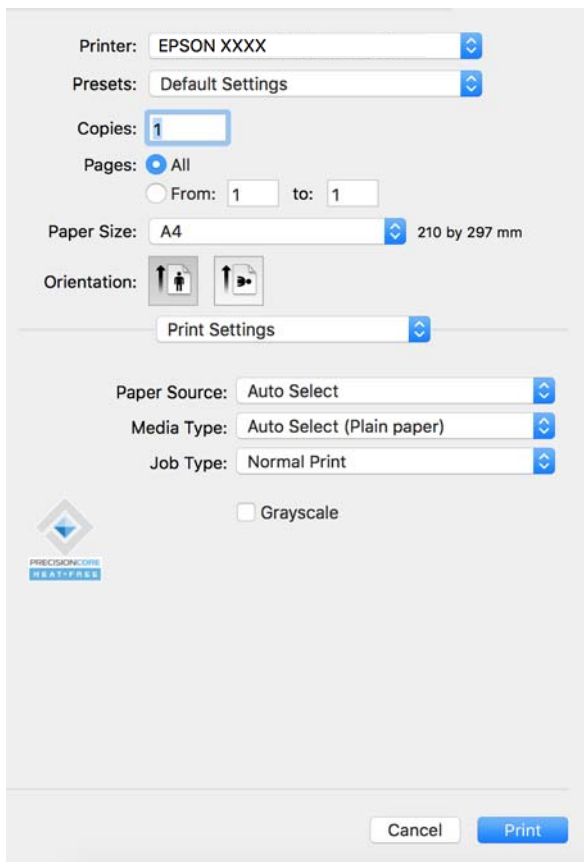 Printer: EPSON XXXX
Presets: Default Settings
Copies: 1
Pages: All
From: 1 to: 1
Paper Size: A4 210 by 297 mm
Orientation:
Print Settings
Paper Source: Auto Select
Media Type: Auto Select (Plain paper)
Job Type: Normal Print
Grayscale
PRECISIONCORE
HEAT-FREE
Cancel Print